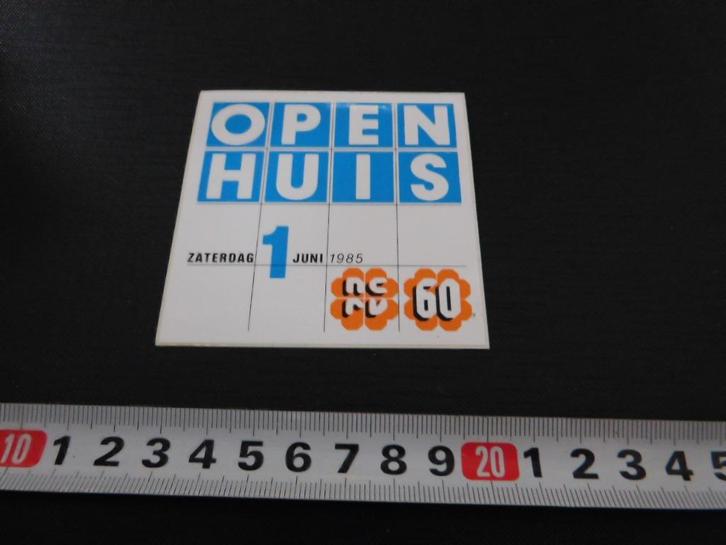 OPEN
HUIS
ZATERDAG 1 JUNI 1985
NCRV 60
10 1 2 3 4 5 6 7 8 9 20 1 2 3 4 5